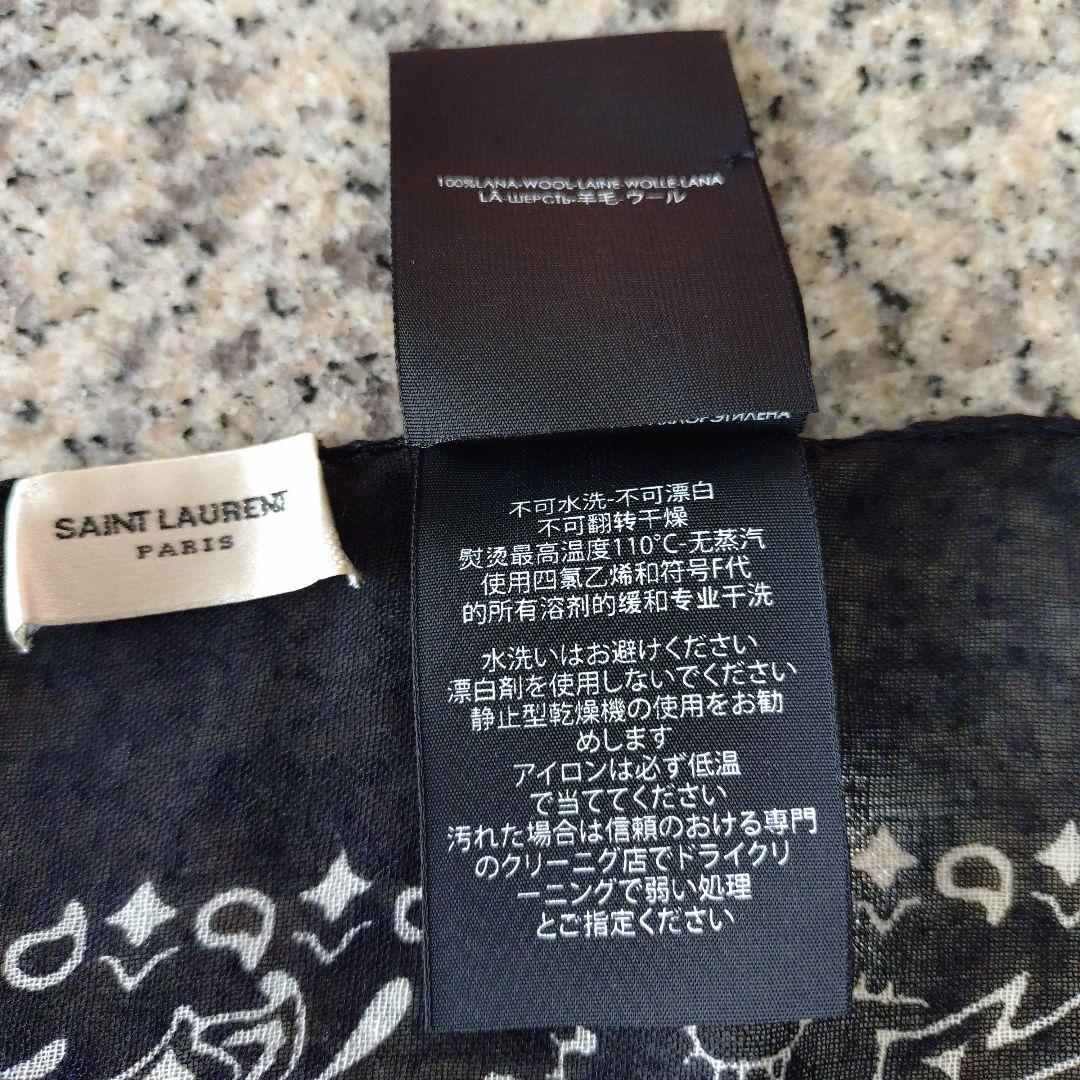 100%LANA-WOOL-LAINE-WOLLE-LANA
LÃ-ШЕРСТЬ-羊毛-ウール
SAINT LAURENT
PARIS
不可水洗-不可漂白
不可翻转干燥
熨烫最高温度110°C-无蒸汽
使用四氯乙烯和符号F代
的所有溶剂的缓和专业干洗
水洗いはお避けください
漂白剤を使用しないでください
静止型乾燥機の使用をお勧
めします
アイロンは必ず低温
で当ててください
汚れた場合は信頼のおける専門
のクリーニング店でドライクリ
ーニングで弱い処理
とご指定ください